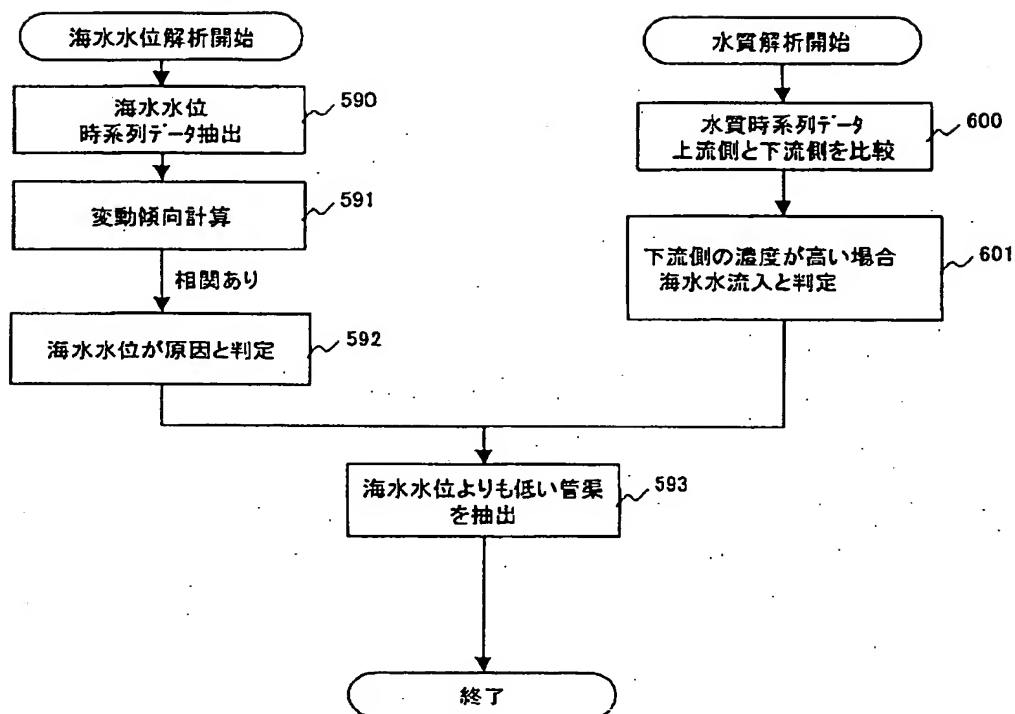 海水水位解析開始
海水水位
時系列データ抽出
590
変動傾向計算
591
相関あり
海水水位が原因と判定
592
水質解析開始
水質時系列データ
上流側と下流側を比較
600
下流側の濃度が高い場合
海水水流入と判定
601
海水水位よりも低い管渠
を抽出
593
終了